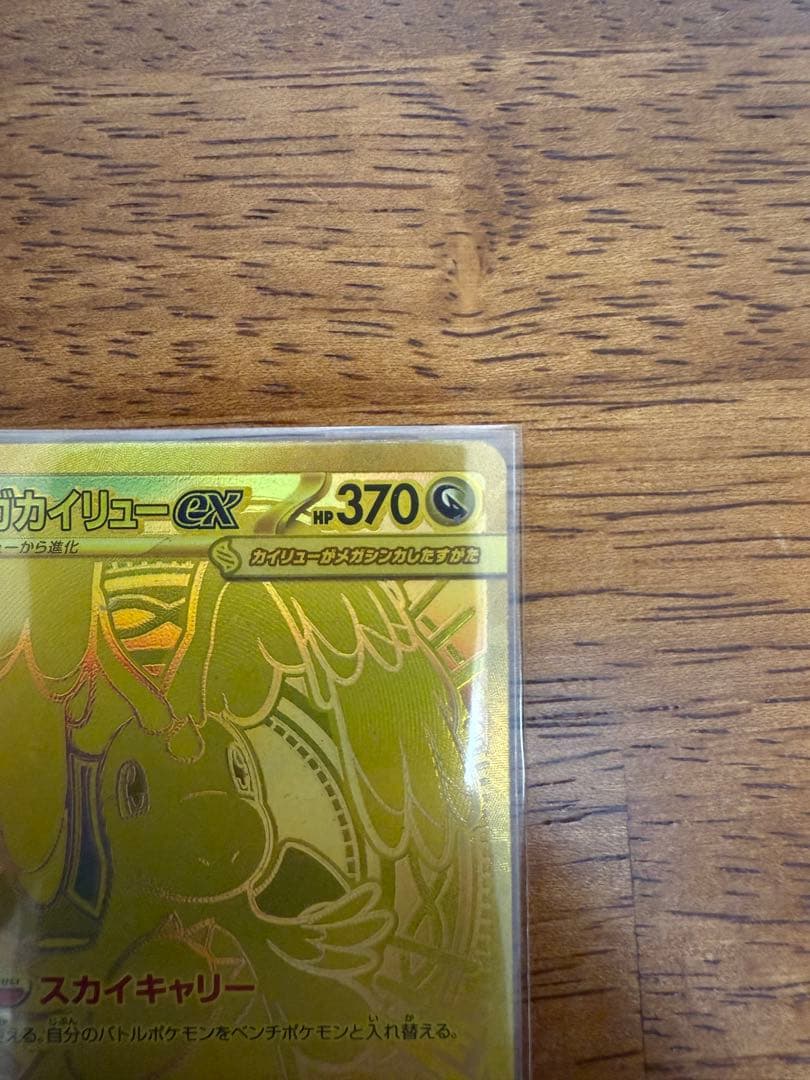 ガカイリューex HP370
ューから進化
カイリューがメガシンカしたすがた
スカイキャリー
える。自分のバトルポケモンをベンチポケモンと入れ替える。